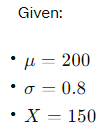 Given:
• μ = 200
• σ = 0.8
• X = 150